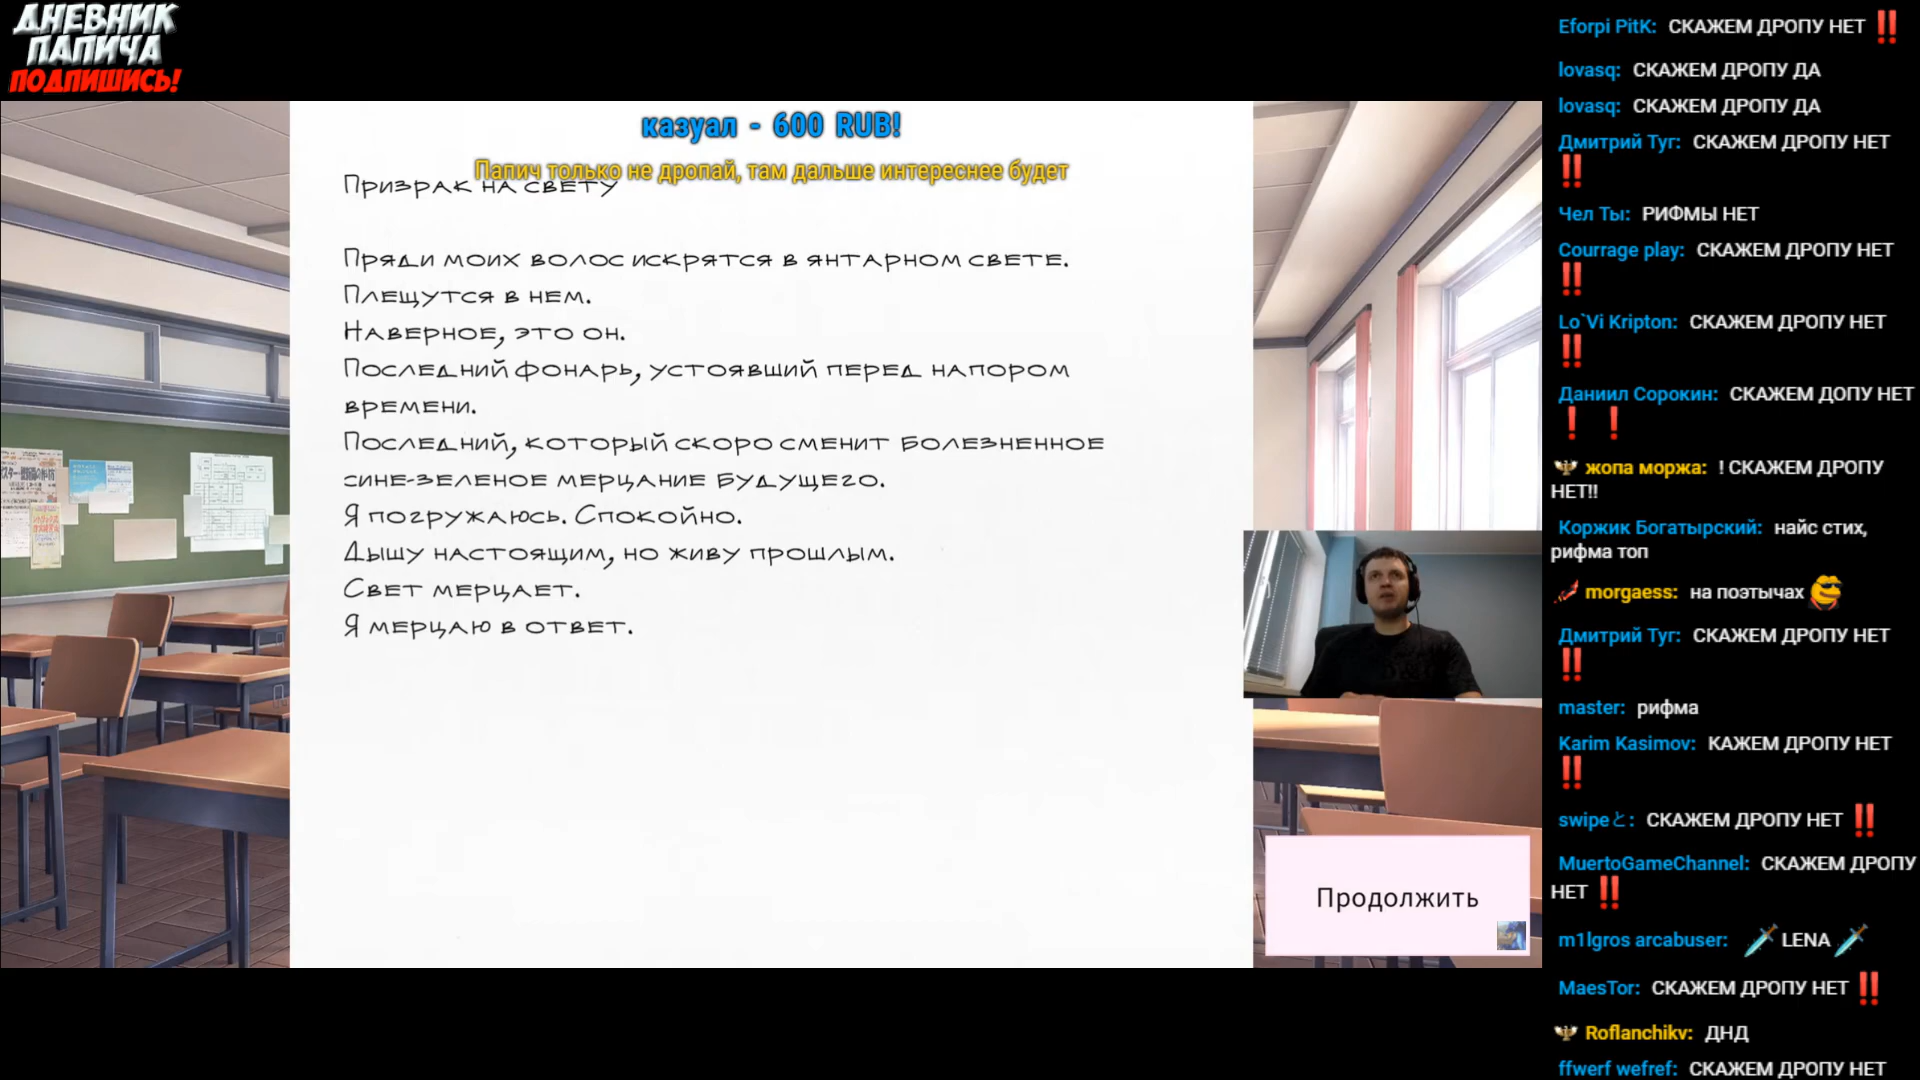 ДНЕВНИК
ПАПИЧА
ПОДПИШИСЬ!
казуал - 600 RUB!
Папич только не дропай, там дальше интереснее будет
Призрак на свету
Пряди моих волос искрятся в янтарном свете.
Плещутся в нем.
Наверное, это он.
Последний фонарь, устоявший перед напором
времени.
Последний, который скоро сменит болезненное
сине-зеленое мерцание будущего.
Я погружаюсь. Спокойно.
Дышу настоящим, но живу прошлым.
Свет мерцает.
Я мерцаю в ответ.
Продолжить
Eforpi PitK: СКАЖЕМ ДРОПУ НЕТ ‼
lovasq: СКАЖЕМ ДРОПУ ДА
lovasq: СКАЖЕМ ДРОПУ ДА
Дмитрий Туг: СКАЖЕМ ДРОПУ НЕТ
‼
Чел Ты: РИФМЫ НЕТ
Courrage play: СКАЖЕМ ДРОПУ НЕТ
‼
Lo`Vi Kripton: СКАЖЕМ ДРОПУ НЕТ
‼
Даниил Сорокин: СКАЖЕМ ДОПУ НЕТ
❗ ❗
жопа моржа: ! СКАЖЕМ ДРОПУ
НЕТ!!
Коржик Богатырский: найс стих,
рифма топ
morgaess: на поэтычах
Дмитрий Туг: СКАЖЕМ ДРОПУ НЕТ
‼
master: рифма
Karim Kasimov: КАЖЕМ ДРОПУ НЕТ
‼
swipeと: СКАЖЕМ ДРОПУ НЕТ ‼
MuertoGameChannel: СКАЖЕМ ДРОПУ
НЕТ ‼
m1lgros arcabuser: 🗡 LENA 🗡
MaesTor: СКАЖЕМ ДРОПУ НЕТ ‼
Roflanchikv: ДНД
ffwerf wefref: СКАЖЕМ ДРОПУ НЕТ